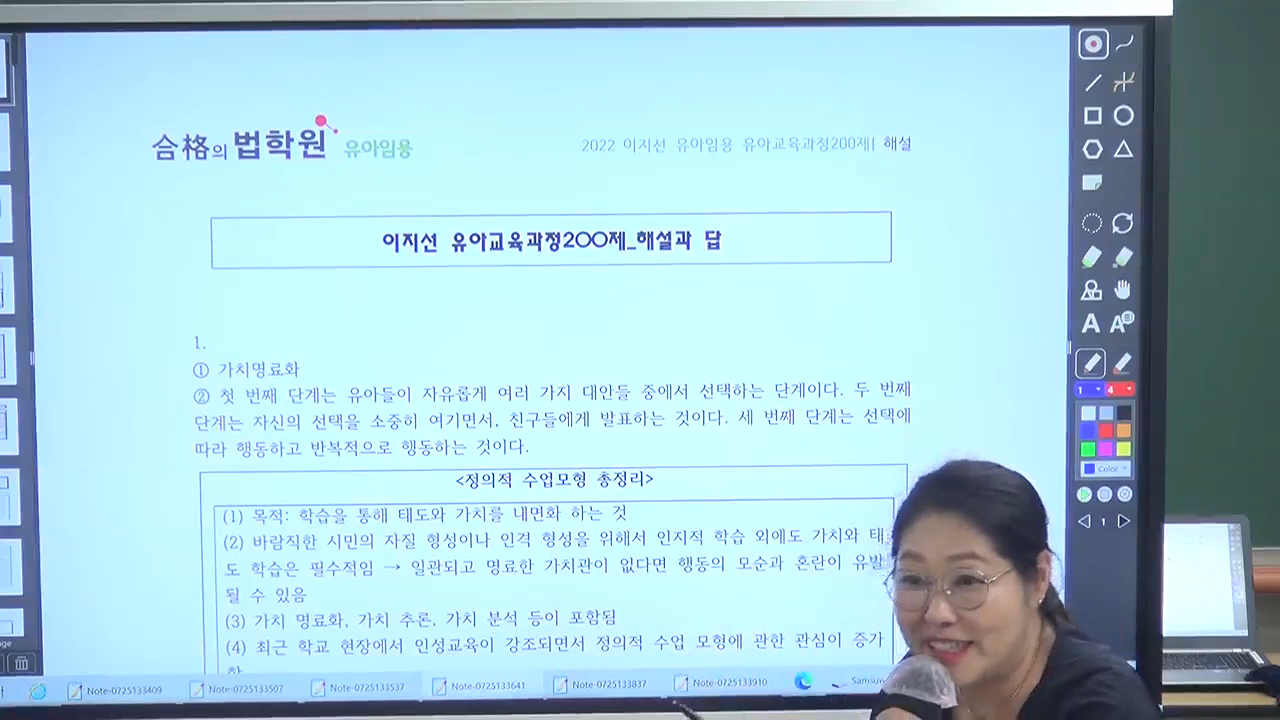 合格의 법학원 유아임용
2022 이지선 유아임용 유아교육과정200제| 해설
이지선 유아교육과정200제_해설과 답
1.
① 가치명료화
② 첫 번째 단계는 유아들이 자유롭게 여러 가지 대안들 중에서 선택하는 단계이다. 두 번째
단계는 자신의 선택을 소중히 여기면서, 친구들에게 발표하는 것이다. 세 번째 단계는 선택에
따라 행동하고 반복적으로 행동하는 것이다.
<정의적 수업모형 총정리>
(1) 목적: 학습을 통해 태도와 가치를 내면화 하는 것
(2) 바람직한 시민의 자질 형성이나 인격 형성을 위해서 인지적 학습 외에도 가치와 태
도 학습은 필수적임 → 일관되고 명료한 가치관이 없다면 행동의 모순과 혼란이 유발
될 수 있음
(3) 가치 명료화, 가치 추론, 가치 분석 등이 포함됨
(4) 최근 학교 현장에서 인성교육이 강조되면서 정의적 수업 모형에 관한 관심이 증가
A A
1 4
Color
1
Note-0725133409 Note-0725133507 Note-0725133537 Note-0725133641 Note-0725133837 Note-0725133910 Samsun